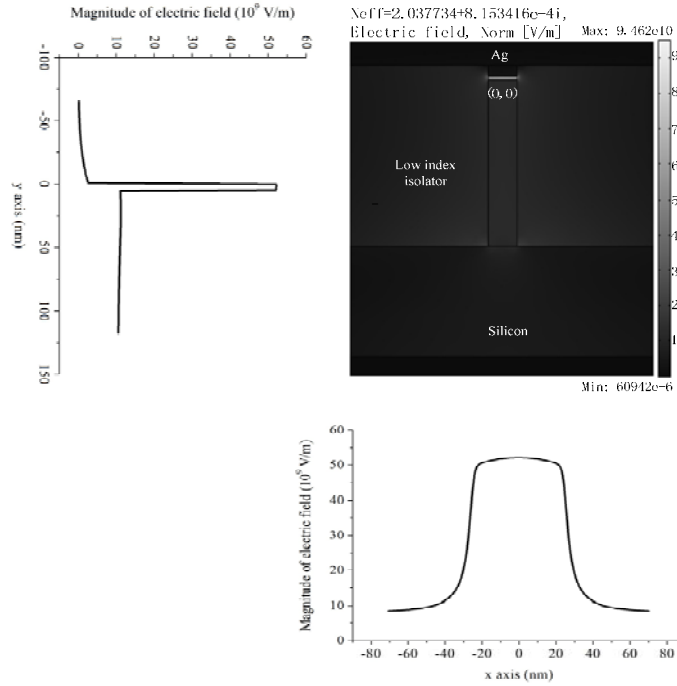 Magnitude of electric field (10⁹ V/m)
0 10 20 30 40 50 60
-100
-50
0
50
100
150
y axis (nm)
Neff=2.037734+8.153416e-4i,
Electric field, Norm [V/m] Max: 9.462e10
Ag
(0, 0)
Low index
isolator
Silicon
9
8
7
6
5
4
3
2
1
Min: 60942e-6
Magnitude of electric field (10⁹ V/m)
60
50
40
30
20
10
0
-80 -60 -40 -20 0 20 40 60 80
x axis (nm)